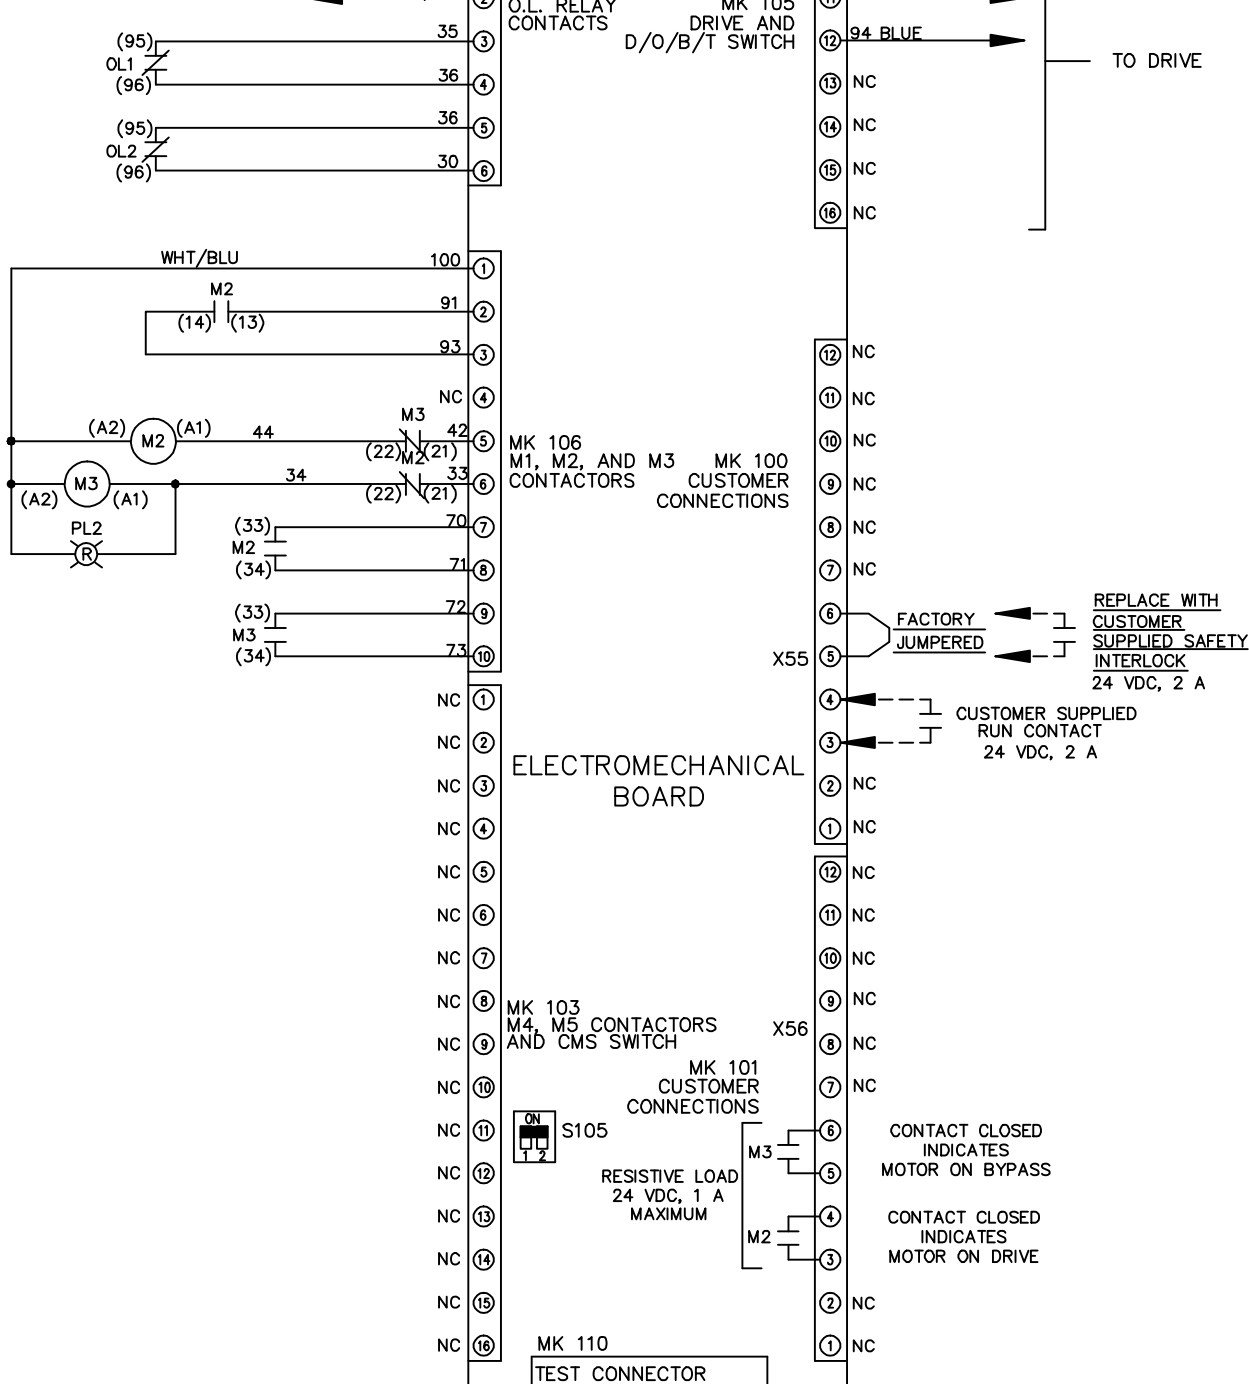 2
O.L. RELAY
CONTACTS
MK 105
DRIVE AND
D/O/B/T SWITCH
11
(95)
OL1
(96)
35
3
36
4
(95)
OL2
(96)
36
5
30
6
12
94 BLUE
TO DRIVE
13 NC
14 NC
15 NC
16 NC
WHT/BLU
100
1
M2
(14) (13)
91
2
93
3
NC 4
M3
(A2) M2 (A1)
44
(22) (21)
42
5
M2
(A2) M3 (A1)
34
(22) (21)
33
6
PL2
R
(33)
M2
(34)
70
7
71
8
(33)
M3
(34)
72
9
73
10
MK 106
M1, M2, AND M3
CONTACTORS
MK 100
CUSTOMER
CONNECTIONS
12 NC
11 NC
10 NC
9 NC
8 NC
7 NC
6
X55 5
FACTORY
JUMPERED
REPLACE WITH
CUSTOMER
SUPPLIED SAFETY
INTERLOCK
24 VDC, 2 A
4
3
CUSTOMER SUPPLIED
RUN CONTACT
24 VDC, 2 A
2 NC
1 NC
ELECTROMECHANICAL
BOARD
NC 1
NC 2
NC 3
NC 4
NC 5
NC 6
NC 7
NC 8
NC 9
NC 10
NC 11
NC 12
NC 13
NC 14
NC 15
NC 16
MK 103
M4, M5 CONTACTORS
AND CMS SWITCH
ON
1 2
S105
12 NC
11 NC
10 NC
9 NC
X56
8 NC
7 NC
MK 101
CUSTOMER
CONNECTIONS
RESISTIVE LOAD
24 VDC, 1 A
MAXIMUM
M3
6
5
CONTACT CLOSED
INDICATES
MOTOR ON BYPASS
M2
4
3
CONTACT CLOSED
INDICATES
MOTOR ON DRIVE
2 NC
1 NC
MK 110
TEST CONNECTOR